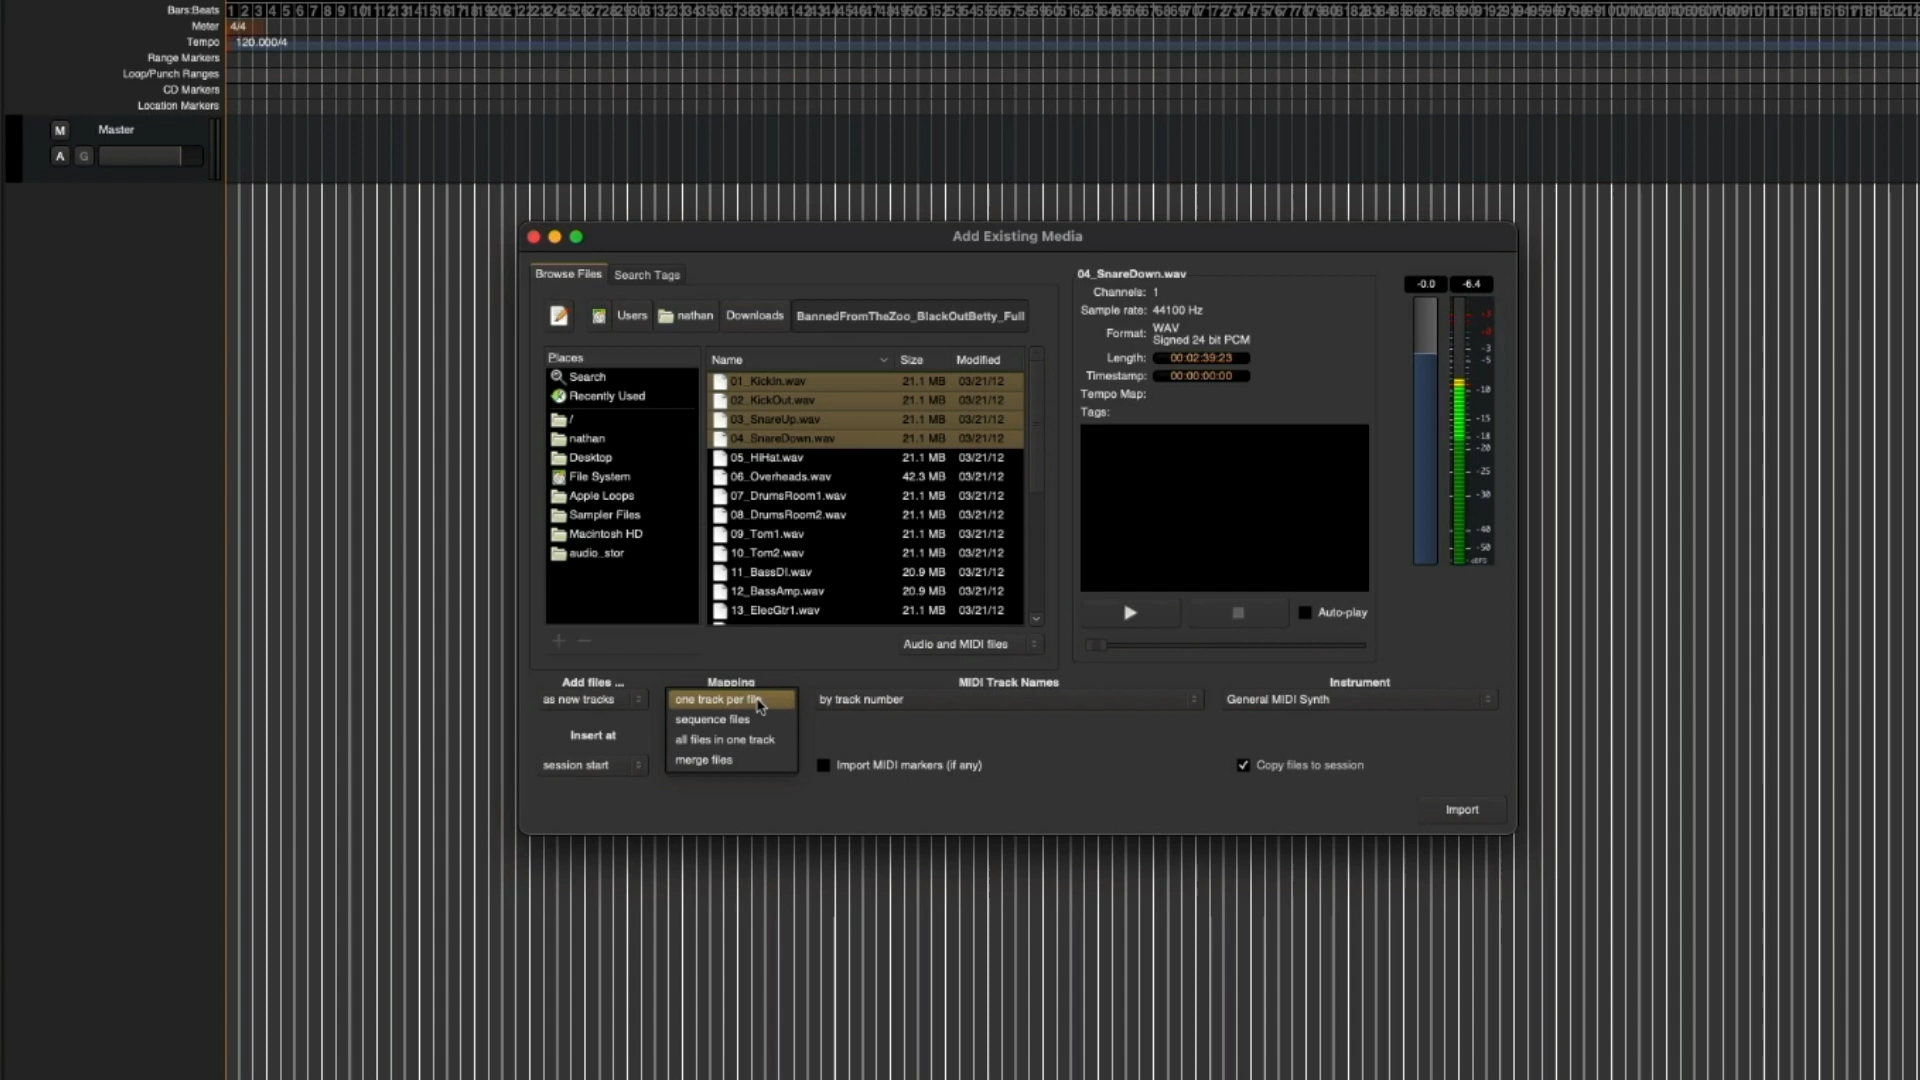 Bars:Beats
Meter 4/4
Tempo 120.000/4
Range Markers
Loop/Punch Ranges
CD Markers
Location Markers
M Master
A G
Add Existing Media
Browse Files Search Tags
Users nathan Downloads BannedFromTheZoo_BlackOutBetty_Full
Places
Search
Recently Used
/
nathan
Desktop
File System
Apple Loops
Sampler Files
Macintosh HD
audio_stor
Name Size Modified
01_KickIn.wav 21.1 MB 03/21/12
02_KickOut.wav 21.1 MB 03/21/12
03_SnareUp.wav 21.1 MB 03/21/12
04_SnareDown.wav 21.1 MB 03/21/12
05_HiHat.wav 21.1 MB 03/21/12
06_Overheads.wav 42.3 MB 03/21/12
07_DrumsRoom1.wav 21.1 MB 03/21/12
08_DrumsRoom2.wav 21.1 MB 03/21/12
09_Tom1.wav 21.1 MB 03/21/12
10_Tom2.wav 21.1 MB 03/21/12
11_BassDI.wav 20.9 MB 03/21/12
12_BassAmp.wav 20.9 MB 03/21/12
13_ElecGtr1.wav 21.1 MB 03/21/12
Audio and MIDI files
04_SnareDown.wav
Channels: 1
Sample rate: 44100 Hz
Format: WAV
Signed 24 bit PCM
Length: 00:02:39:23
Timestamp: 00:00:00:00
Tempo Map:
Tags:
Auto-play
-0.0 -6.4
-3
-5
-10
-15
-18
-20
-25
-30
-40
-50
dBFS
Add files ... Mapping MIDI Track Names Instrument
as new tracks one track per file by track number General MIDI Synth
sequence files
Insert at all files in one track
merge files
session start Import MIDI markers (if any) Copy files to session
Import